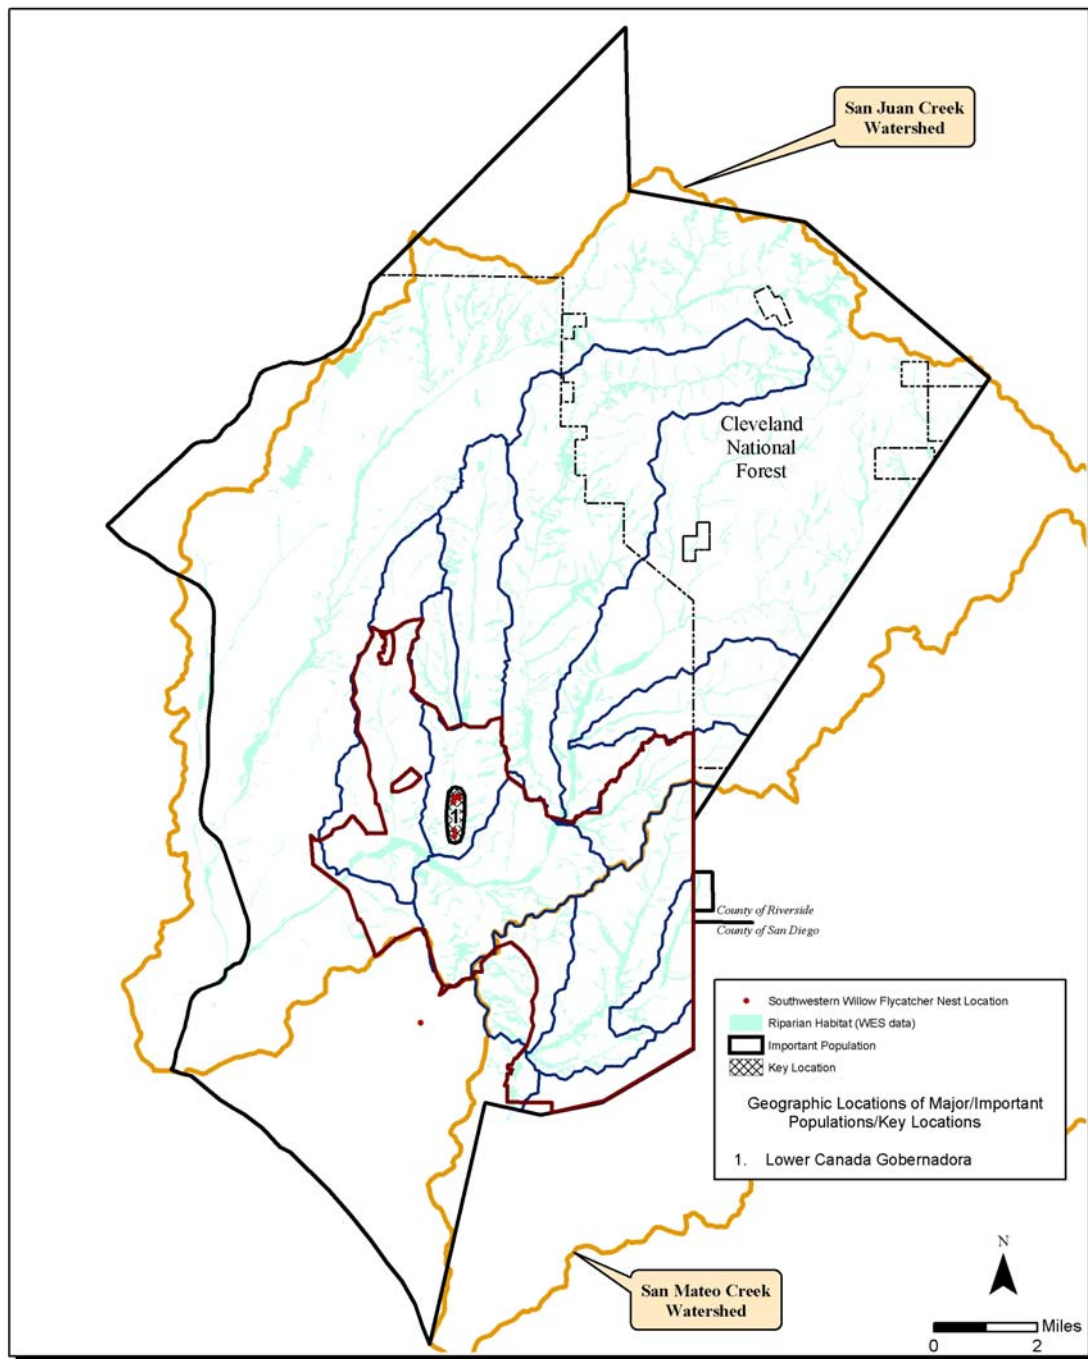 San Juan Creek
Watershed
Cleveland
National
Forest
1
County of Riverside
County of San Diego
Southwestern Willow Flycatcher Nest Location
Riparian Habitat (WES data)
Important Population
Key Location
Geographic Locations of Major/Important
Populations/Key Locations
1. Lower Canada Gobernadora
San Mateo Creek
Watershed
N
Miles
0 2